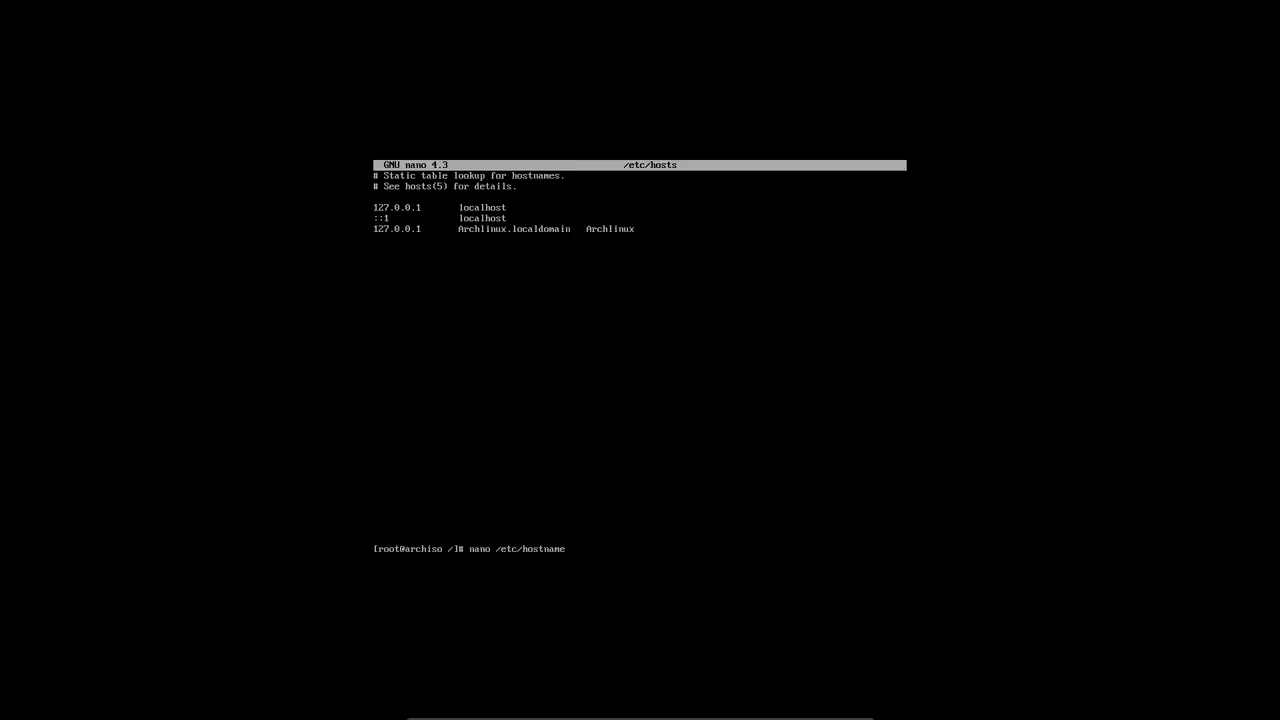 GNU nano 4.3 /etc/hosts
# Static table lookup for hostnames.
# See hosts(5) for details.
127.0.0.1 localhost
::1 localhost
127.0.0.1 Archlinux.localdomain Archlinux
[root@archiso /]# nano /etc/hostname